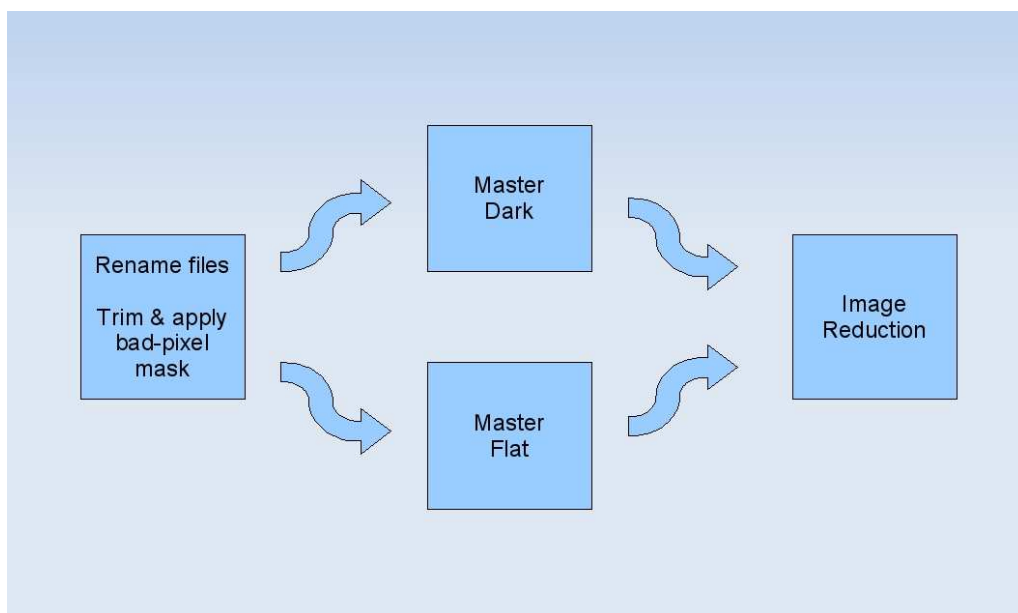 Rename files
Trim & apply
bad-pixel
mask
Master
Dark
Master
Flat
Image
Reduction